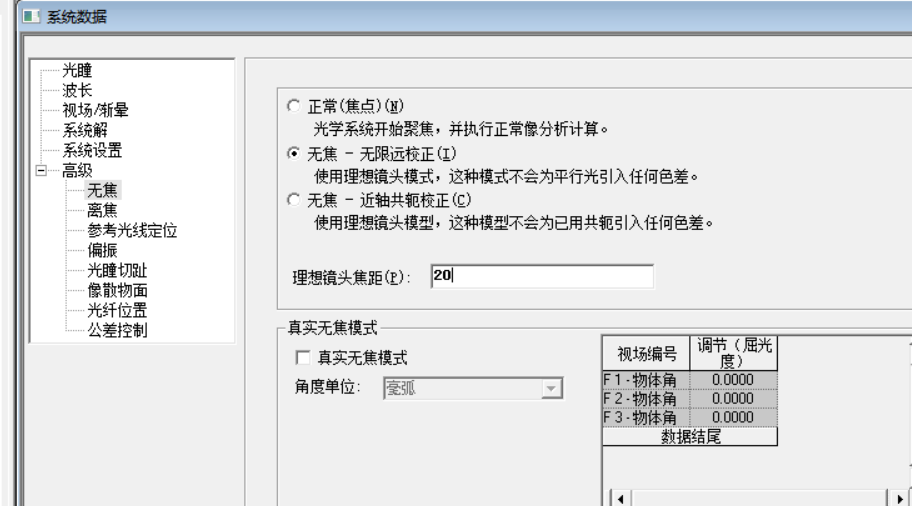 系统数据
光瞳
波长
视场/渐晕
系统解
系统设置
高级
无焦
离焦
参考光线定位
偏振
光瞳切趾
像散物面
光纤位置
公差控制
正常(焦点)(N)
光学系统开始聚焦，并执行正常像分析计算。
无焦 - 无限远校正(I)
使用理想镜头模式，这种模式不会为平行光引入任何色差。
无焦 - 近轴共轭校正(C)
使用理想镜头模型，这种模型不会为已用共轭引入任何色差。
理想镜头焦距(P): 20
真实无焦模式
真实无焦模式
角度单位: 毫弧
视场编号 调节（屈光度）
F 1 - 物体角 0.0000
F 2 - 物体角 0.0000
F 3 - 物体角 0.0000
数据结尾